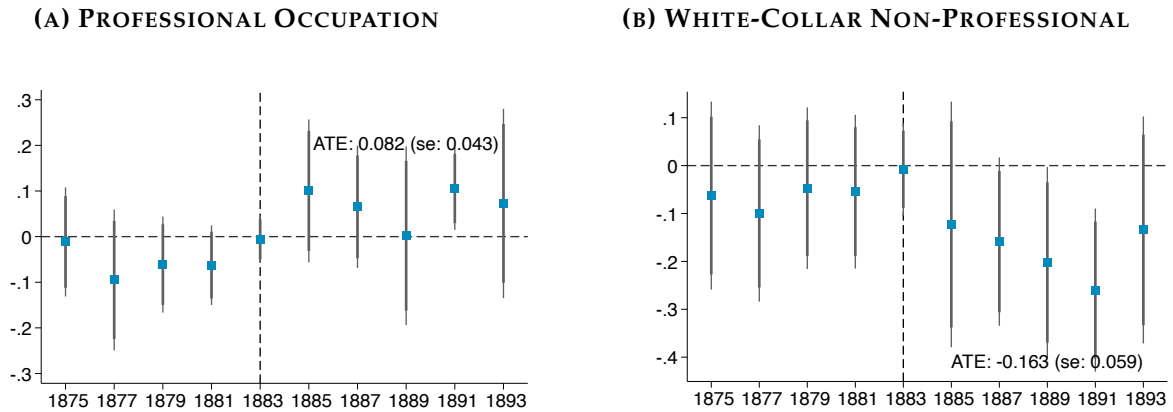 (A) PROFESSIONAL OCCUPATION
.3
.2
.1
0
-.1
-.2
-.3
ATE: 0.082 (se: 0.043)
1875 1877 1879 1881 1883 1885 1887 1889 1891 1893
(B) WHITE-COLLAR NON-PROFESSIONAL
.1
0
-.1
-.2
-.3
-.4
ATE: -0.163 (se: 0.059)
1875 1877 1879 1881 1883 1885 1887 1889 1891 1893